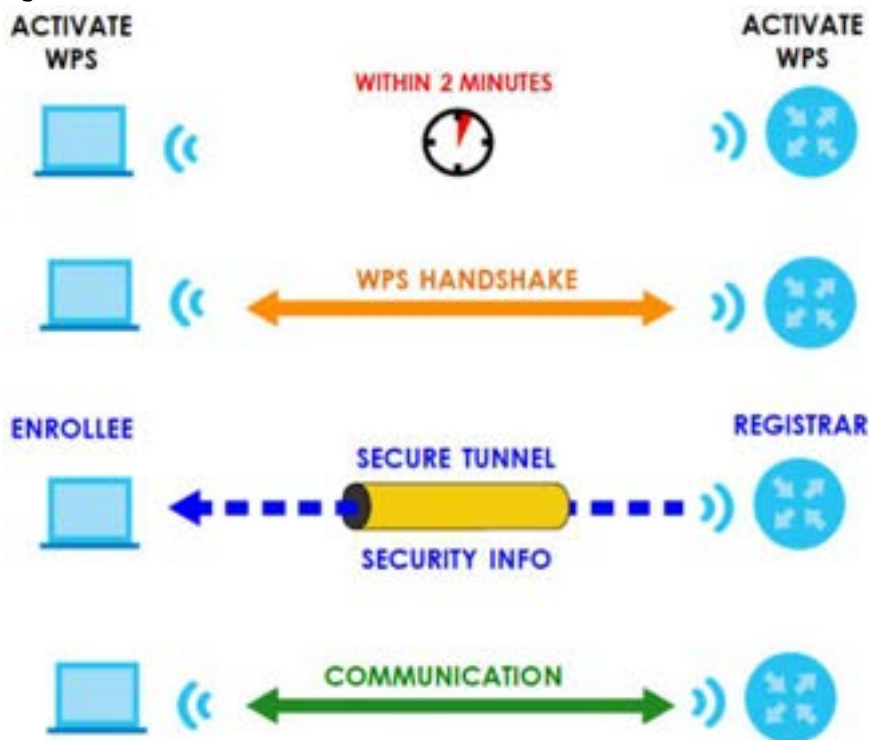 ACTIVATE
WPS
ACTIVATE
WPS
WITHIN 2 MINUTES
WPS HANDSHAKE
ENROLLEE
REGISTRAR
SECURE TUNNEL
SECURITY INFO
COMMUNICATION